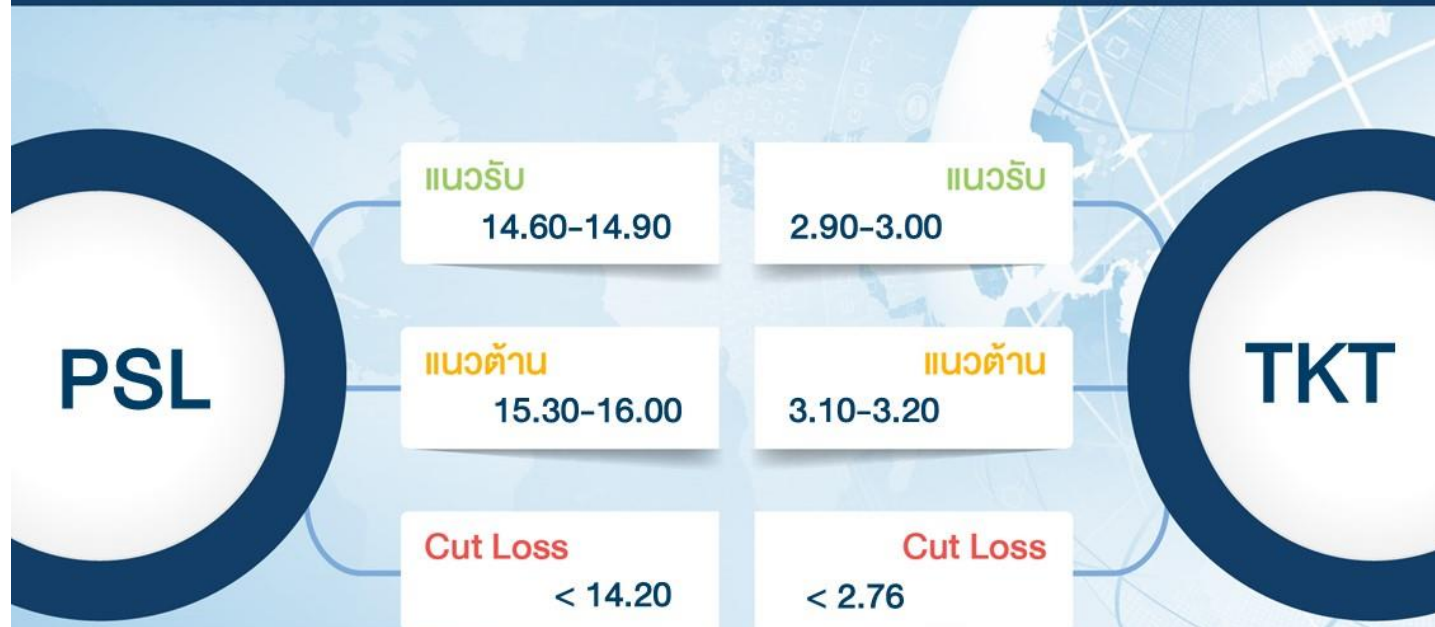 PSL
แนวรับ
14.60-14.90
แนวต้าน
15.30-16.00
Cut Loss
< 14.20
แนวรับ
2.90-3.00
แนวต้าน
3.10-3.20
Cut Loss
< 2.76
TKT